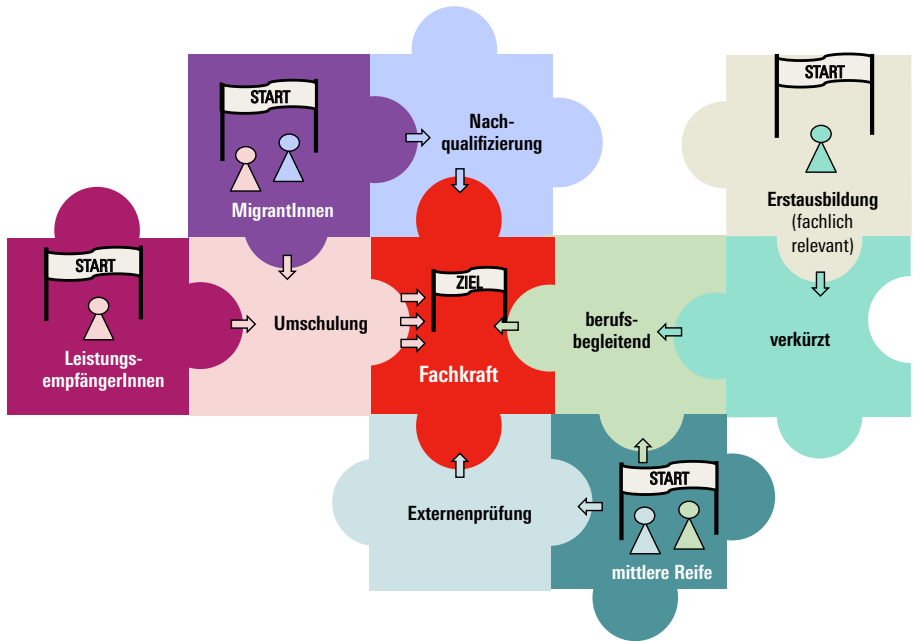 START
MigrantInnen
Nach-
qualifizierung
START
Erstausbildung
(fachlich
relevant)
START
Leistungs-
empfängerInnen
Umschulung
ZIEL
Fachkraft
berufs-
begleitend
verkürzt
Externenprüfung
START
mittlere Reife